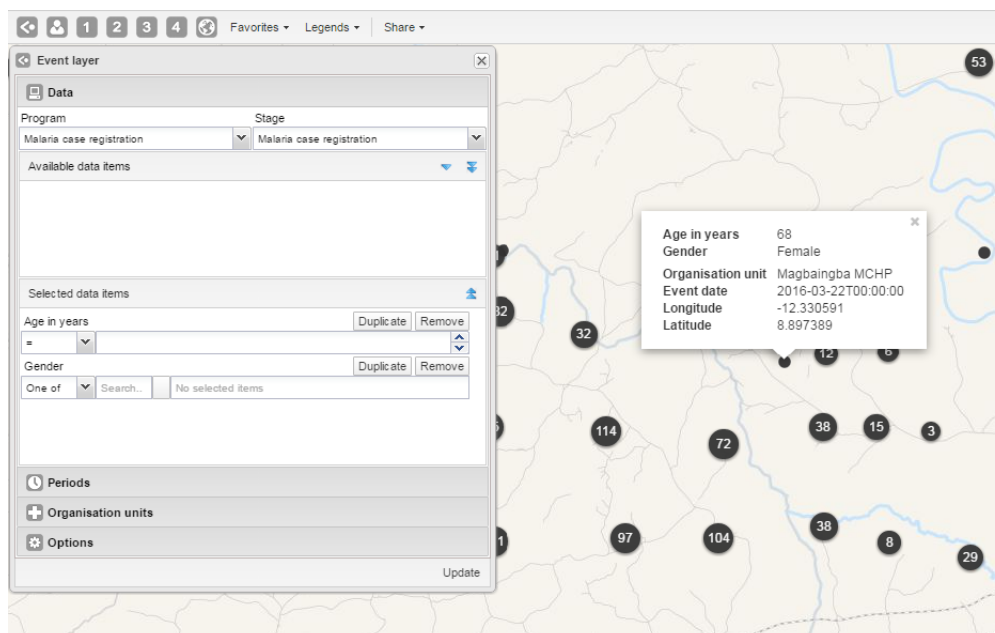 1 2 3 4 Favorites Legends Share
Event layer
Data
Program Stage
Malaria case registration Malaria case registration
Available data items
Selected data items
Age in years Duplicate Remove
=
Gender Duplicate Remove
One of Search.. No selected items
Periods
Organisation units
Options
Update
53
Age in years 68
Gender Female
Organisation unit Magbaingba MCHP
Event date 2016-03-22T00:00:00
Longitude -12.330591
Latitude 8.897389
32
32
12
6
114
72
38
15
3
97
104
38
8
29